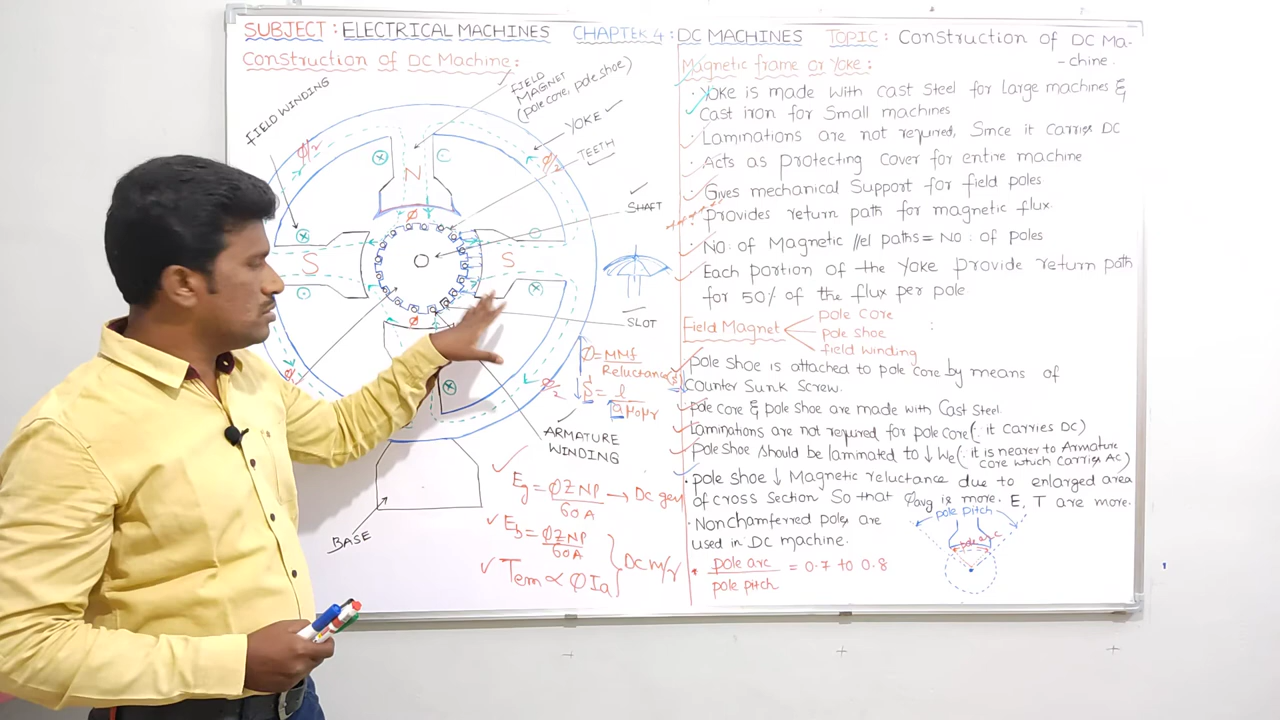 SUBJECT : ELECTRICAL MACHINES CHAPTER 4 : DC MACHINES TOPIC : Construction of DC Ma-
-chine.
Construction of DC Machine :
FIELD WINDING
FIELD
MAGNET
(pole core, pole shoe)
YOKE
TEETH
SHAFT
SLOT
ARMATURE
WINDING
BASE
N
S
S
φ
φ
φ/2
φ/2
φ/2
φ = MMf
Reluctance(S)
S = l
aμ₀μr
Eg = φZNP → DC gen
60A
Eb = φZNP
60A
Tem ∝ φIa
} DC m/r
Magnetic frame or Yoke :
· Yoke is made with Cast Steel for large machines &
Cast iron for Small machines
· Laminations are not required, Since it carries DC
· Acts as protecting cover for entire machine
· Gives mechanical Support for field poles
· Provides return path for magnetic flux.
· No : of Magnetic //el paths = No : of poles
· Each portion of the Yoke provide return path
for 50% of the flux per pole
Field Magnet
pole core
pole shoe
field winding
· pole shoe is attached to pole core by means of
Counter Sunk Screw.
· Pole core & pole shoe are made with Cast Steel.
· Laminations are not required for pole core (∵ it carries DC)
· Pole shoe should be laminated to ↓ We (∵ it is nearer to Armature
core which carries AC)
· pole shoe ↓ Magnetic reluctance due to enlarged area
of cross section So that φavg is more, E, T are more.
· Nonchamferred poles are
used in DC machine.
· pole arc = 0.7 to 0.8
pole pitch
pole pitch
pole arc